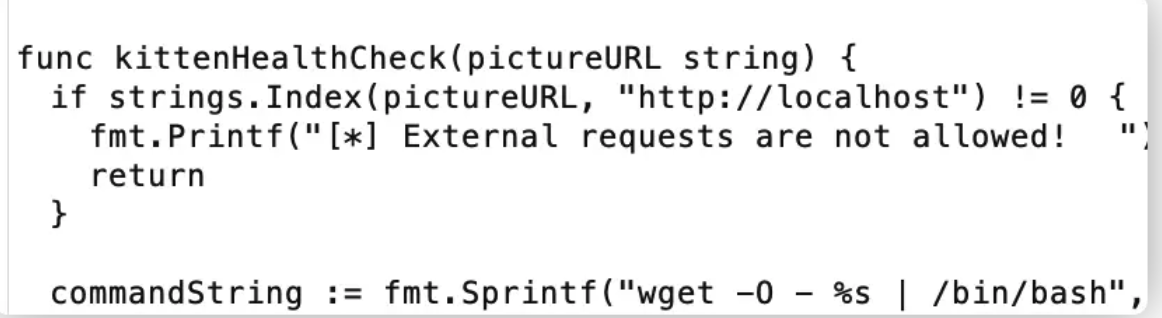 func kittenHealthCheck(pictureURL string) {
if strings.Index(pictureURL, "http://localhost") != 0 {
fmt.Printf("[*] External requests are not allowed!   ")
return
}
commandString := fmt.Sprintf("wget -O - %s | /bin/bash",